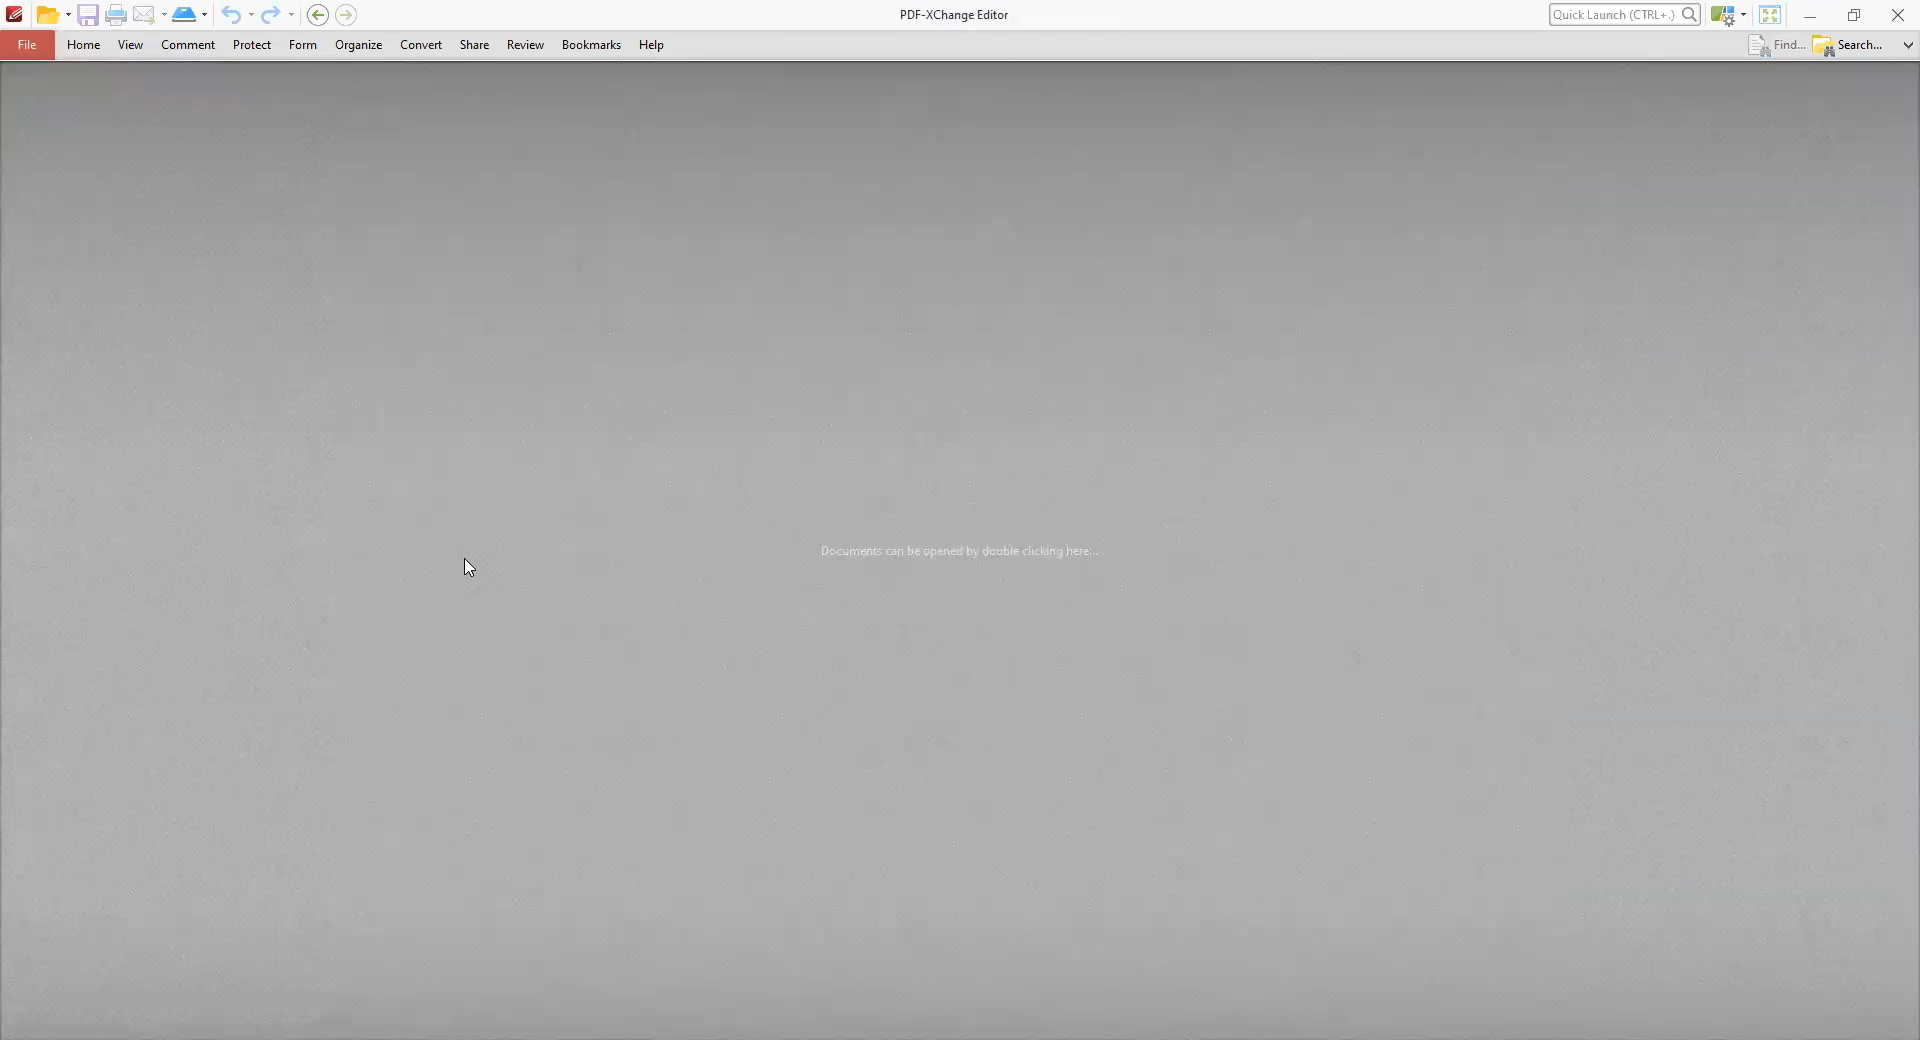 PDF-XChange Editor
Quick Launch (CTRL+.)
File Home View Comment Protect Form Organize Convert Share Review Bookmarks Help
Find... Search...
Documents can be opened by double clicking here...